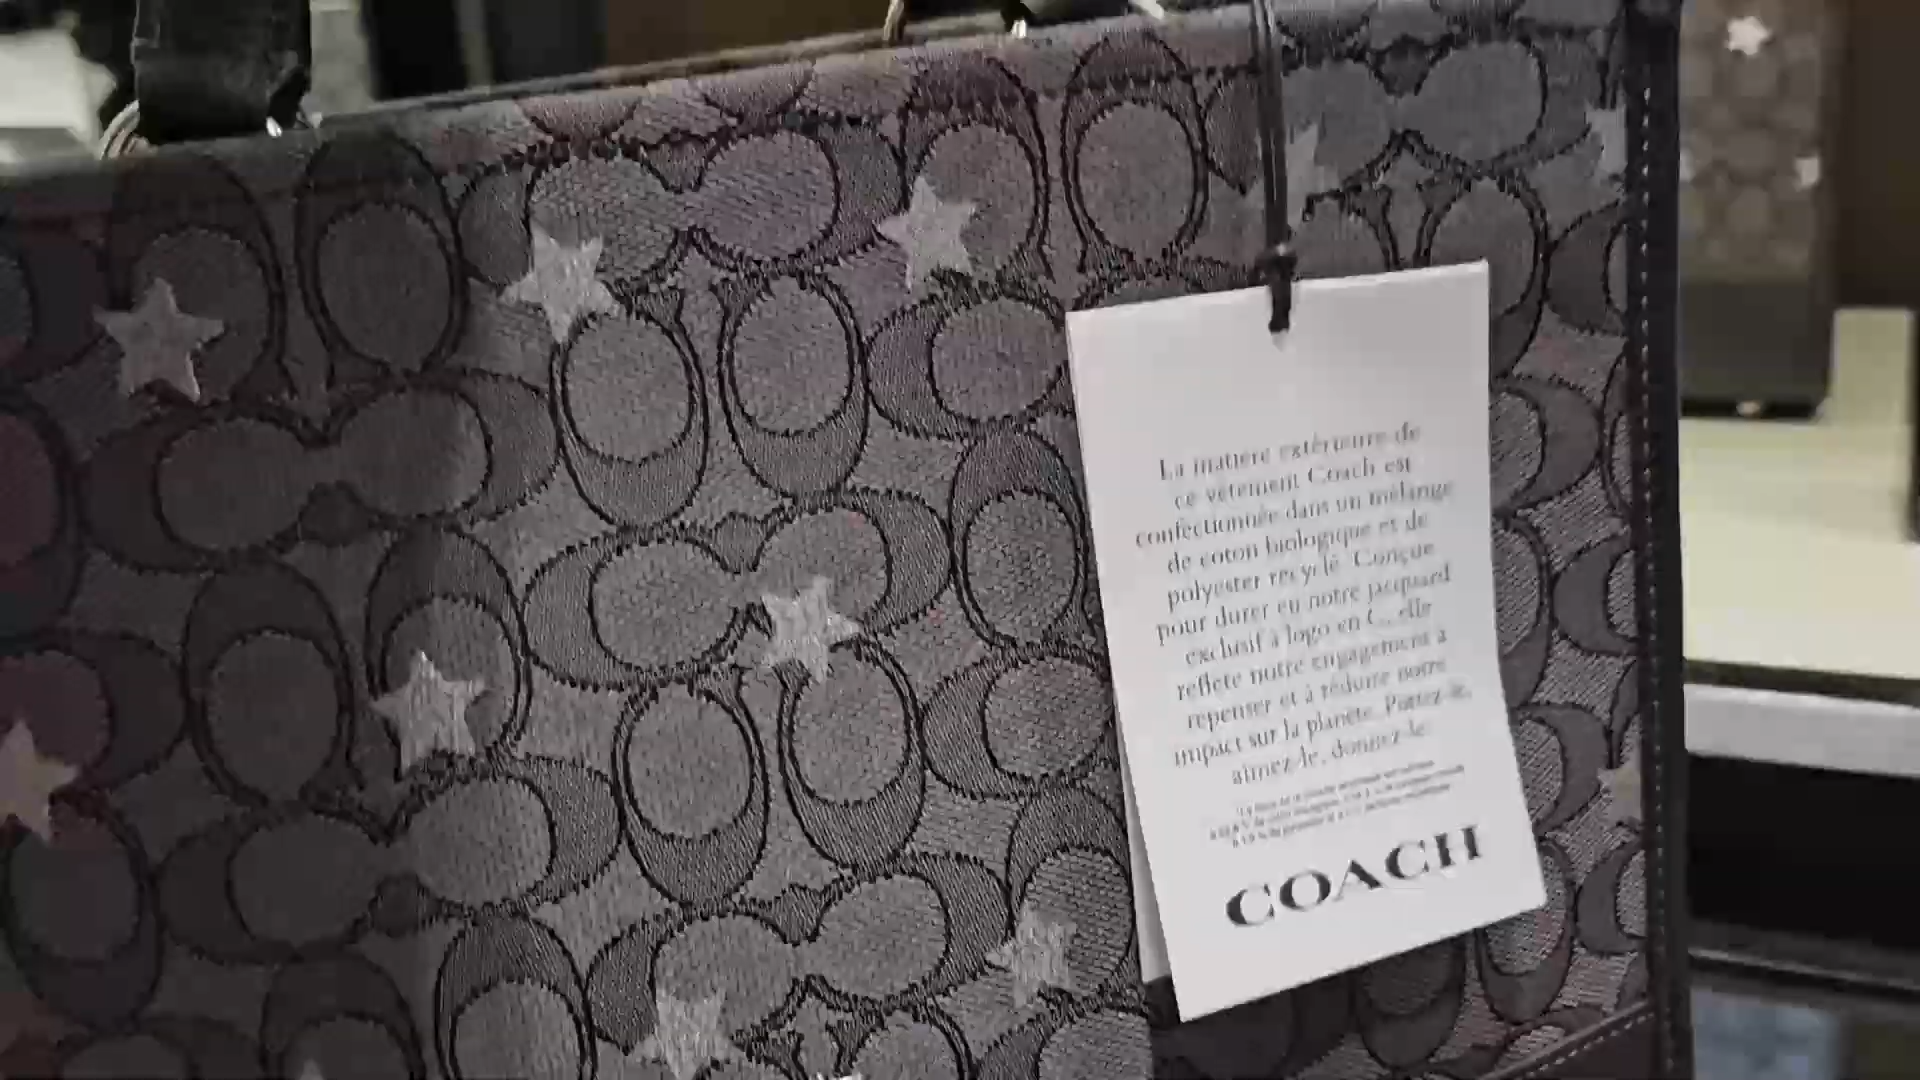 La matière extérieure de
ce vêtement Coach est
confectionnée dans un mélange
de coton biologique et de
polyester recyclé. Conçue
pour durer en notre jacquard
exclusif à logo en C, elle
reflète notre engagement à
repenser et à réduire notre
impact sur la planète. Portez-le,
aimez-le, donnez-le.
COACH